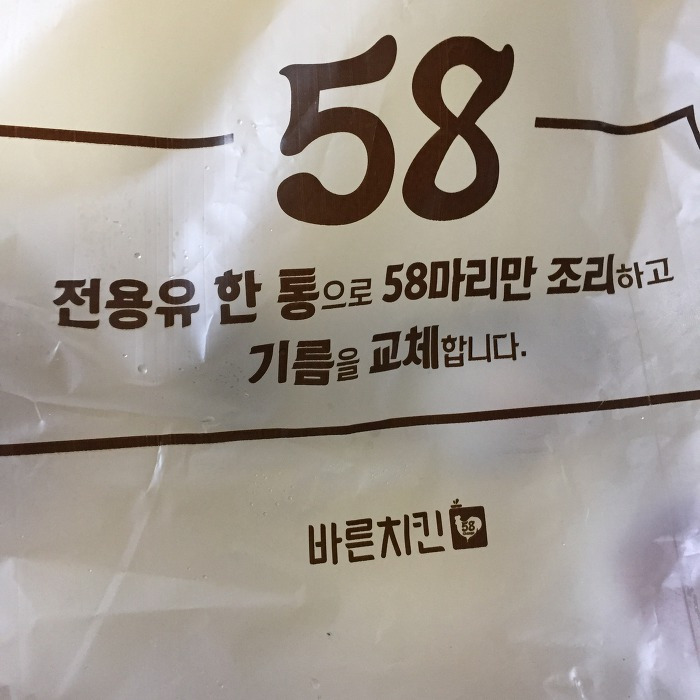 58
전용유 한 통으로 58마리만 조리하고
기름을 교체합니다.
바른치킨 58